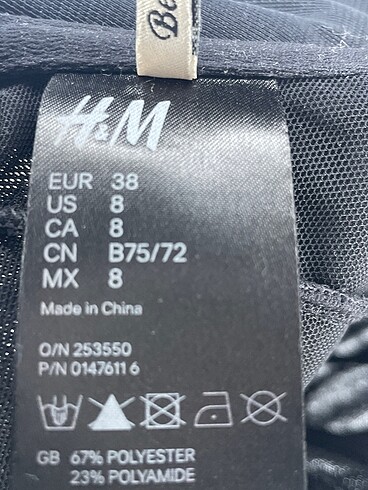 Be
H&M
EUR 38
US 8
CA 8
CN B75/72
MX 8
Made in China
O/N 253550
P/N 0147611 6
GB 67% POLYESTER
23% POLYAMIDE